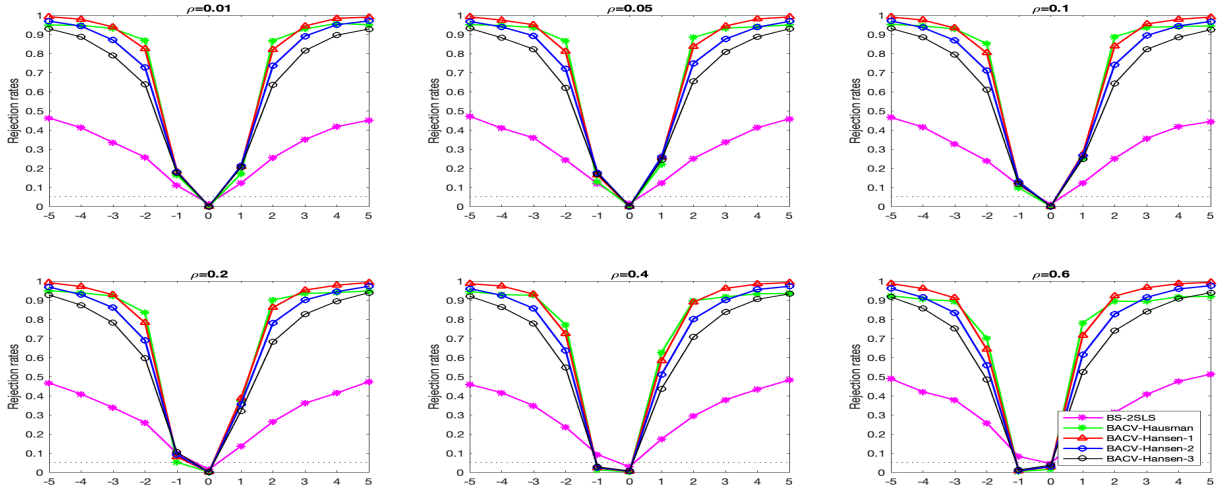 ρ=0.01
ρ=0.05
ρ=0.1
Rejection rates
1
0.9
0.8
0.7
0.6
0.5
0.4
0.3
0.2
0.1
0
-5 -4 -3 -2 -1 0 1 2 3 4 5
Rejection rates
1
0.9
0.8
0.7
0.6
0.5
0.4
0.3
0.2
0.1
0
-5 -4 -3 -2 -1 0 1 2 3 4 5
Rejection rates
1
0.9
0.8
0.7
0.6
0.5
0.4
0.3
0.2
0.1
0
-5 -4 -3 -2 -1 0 1 2 3 4 5
ρ=0.2
ρ=0.4
ρ=0.6
Rejection rates
1
0.9
0.8
0.7
0.6
0.5
0.4
0.3
0.2
0.1
0
-5 -4 -3 -2 -1 0 1 2 3 4 5
Rejection rates
1
0.9
0.8
0.7
0.6
0.5
0.4
0.3
0.2
0.1
0
-5 -4 -3 -2 -1 0 1 2 3 4 5
Rejection rates
1
0.9
0.8
0.7
0.6
0.5
0.4
0.3
0.2
0.1
0
-5 -4 -3 -2 -1 0 1 2 3 4 5
BS-2SLS
BACV-Hausman
BACV-Hansen-1
BACV-Hansen-2
BACV-Hansen-3